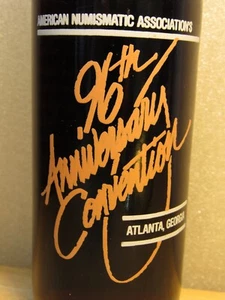 AMERICAN NUMISMATIC ASSOCIATION'S
96th
Anniversary
Convention
ATLANTA, GEORGIA